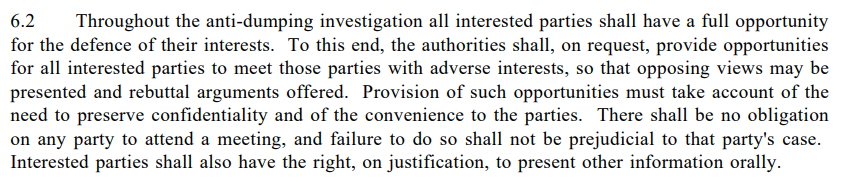 6.2 Throughout the anti-dumping investigation all interested parties shall have a full opportunity
for the defence of their interests. To this end, the authorities shall, on request, provide opportunities
for all interested parties to meet those parties with adverse interests, so that opposing views may be
presented and rebuttal arguments offered. Provision of such opportunities must take account of the
need to preserve confidentiality and of the convenience to the parties. There shall be no obligation
on any party to attend a meeting, and failure to do so shall not be prejudicial to that party's case.
Interested parties shall also have the right, on justification, to present other information orally.